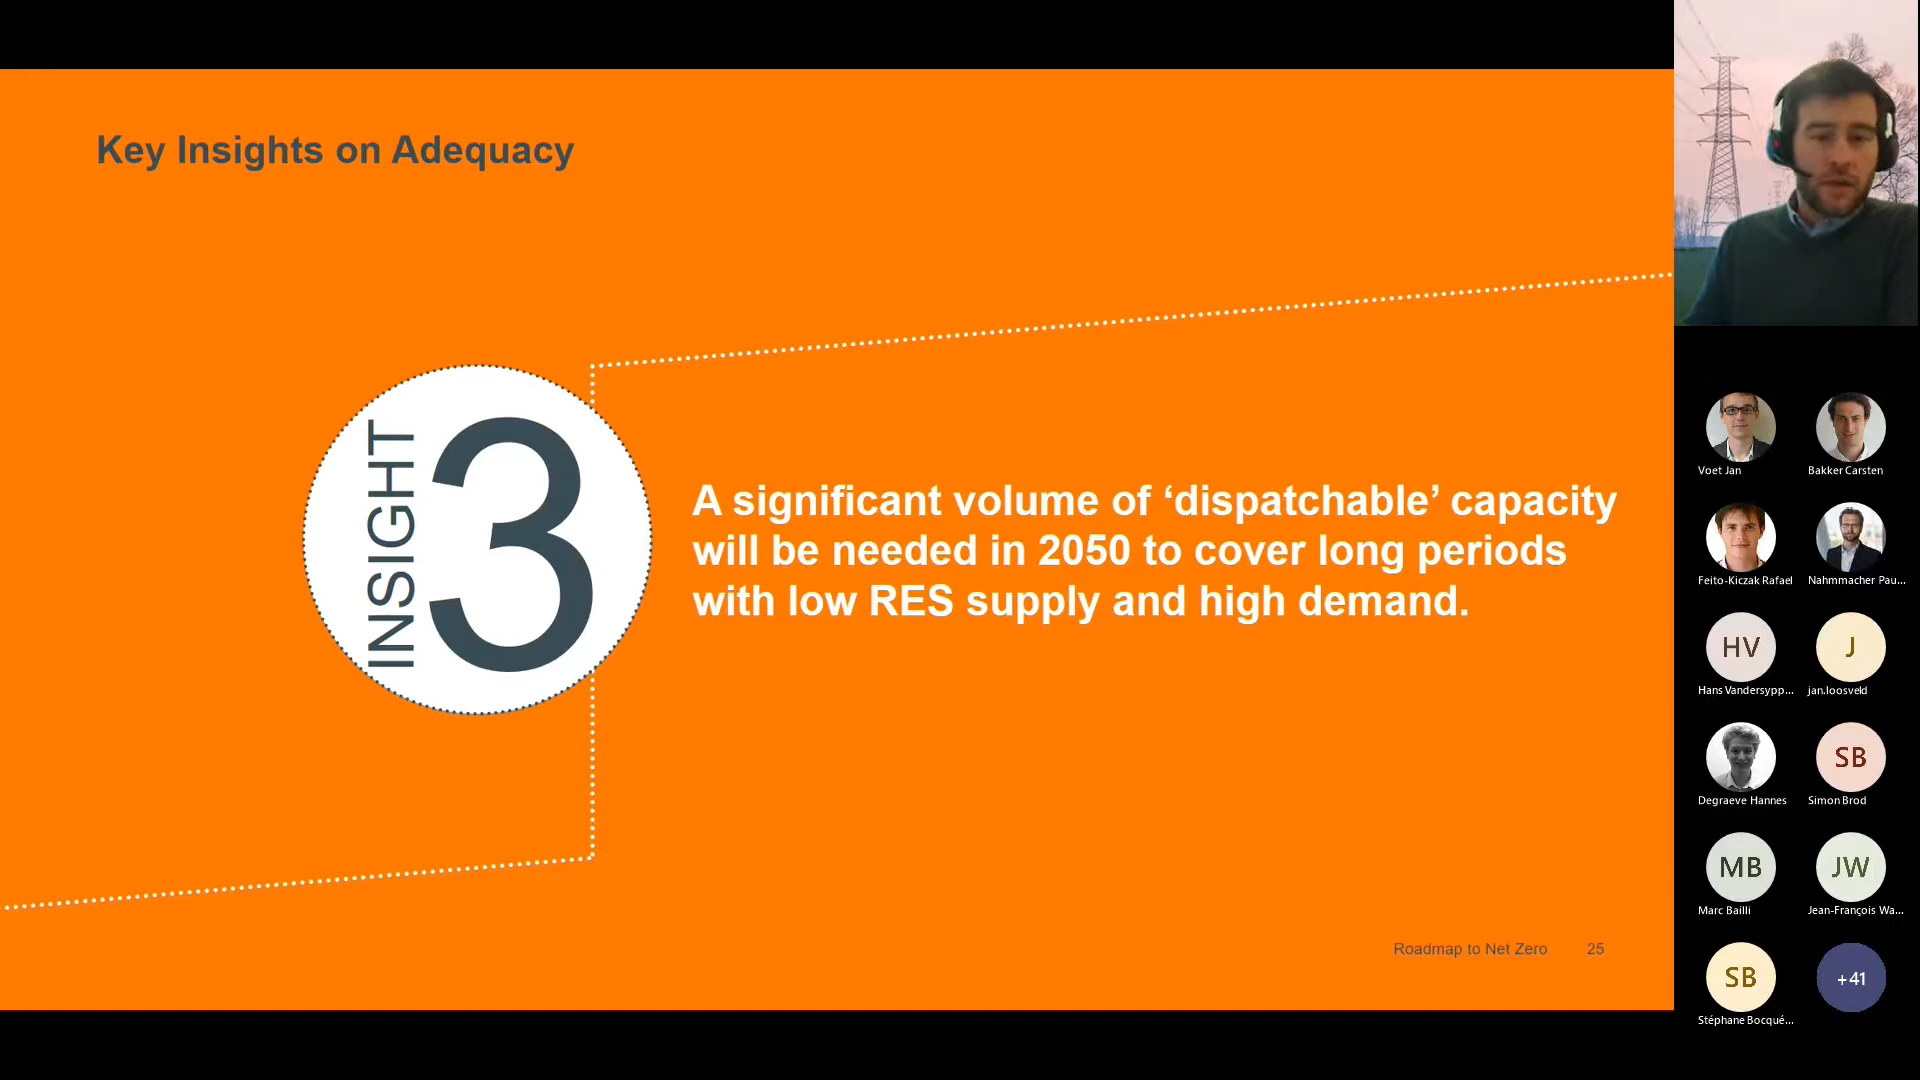 Key Insights on Adequacy
INSIGHT
3
A significant volume of ‘dispatchable’ capacity
will be needed in 2050 to cover long periods
with low RES supply and high demand.
Roadmap to Net Zero 25
Voet Jan
Bakker Carsten
Feito-Kiczak Rafael
Nahmmacher Pau...
HV
J
Hans Vandersypp...
jan.loosveld
SB
Degraeve Hannes
Simon Brod
MB
JW
Marc Bailli
Jean-François Wa...
SB
+41
Stéphane Bocqué...